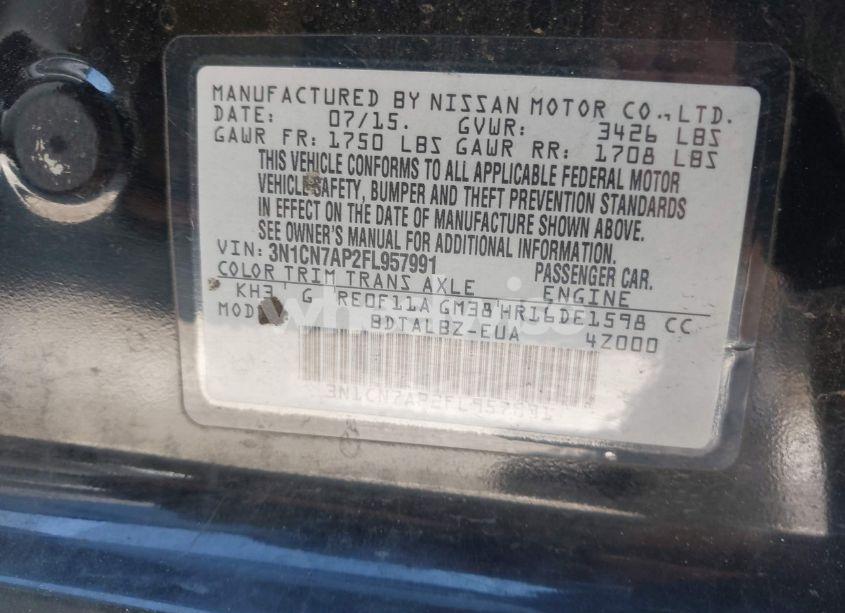 MANUFACTURED BY NISSAN MOTOR CO., LTD.
DATE: 07/15. GVWR: 3426 LBS
GAWR FR: 1750 LBS GAWR RR: 1708 LBS
THIS VEHICLE CONFORMS TO ALL APPLICABLE FEDERAL MOTOR
VEHICLE SAFETY, BUMPER AND THEFT PREVENTION STANDARDS
IN EFFECT ON THE DATE OF MANUFACTURE SHOWN ABOVE.
SEE OWNER'S MANUAL FOR ADDITIONAL INFORMATION.
VIN: 3N1CN7AP2FL957991 PASSENGER CAR.
COLOR TRIM TRANS AXLE ENGINE
KH3 G RE0F11A GM38 HR16DE1598 CC
BDTALBZ-EUA 4Z000
3N1CN7AP2FL957991